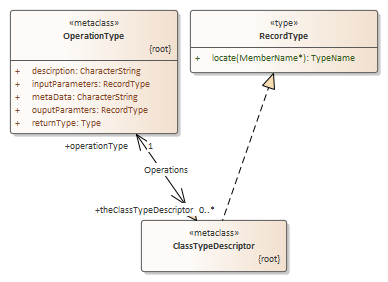 «metaclass»
OperationType
{root}
+ descirption: CharacterString
+ inputParameters: RecordType
+ metaData: CharacterString
+ ouputParamters: RecordType
+ returnType: Type
«type»
RecordType
+ locate(MemberName*): TypeName
+operationType 1
Operations
+theClassTypeDescriptor 0..*
«metaclass»
ClassTypeDescriptor
{root}